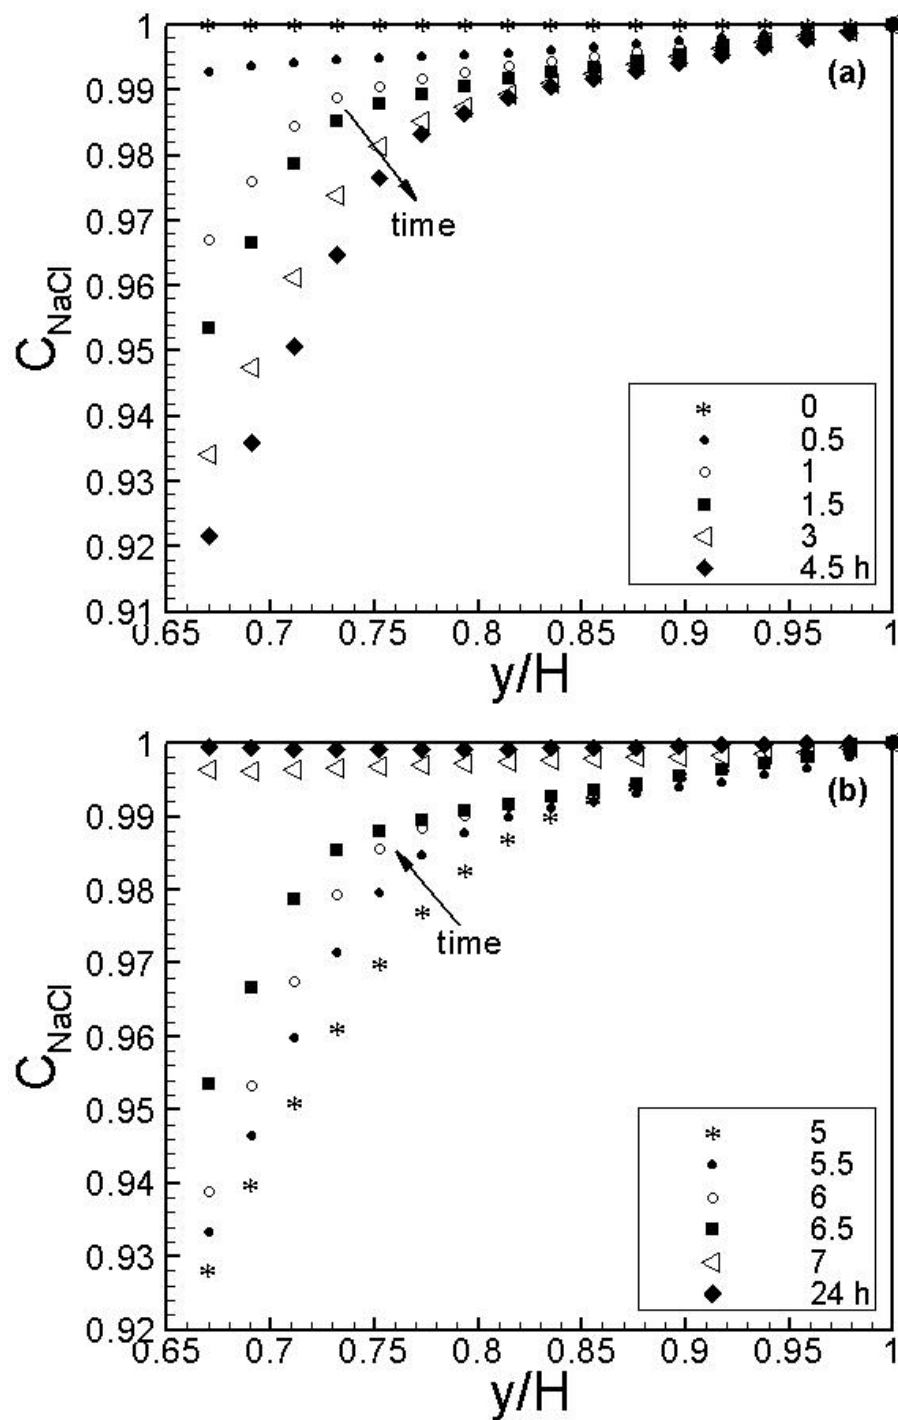 1
(a)
0.99
0.98
time
0.97
C_NaCl
0.96
0.95
0.94
* 0
• 0.5
○ 1
■ 1.5
◁ 3
◆ 4.5 h
0.93
0.92
0.91
0.65 0.7 0.75 0.8 0.85 0.9 0.95 1
y/H
1
(b)
0.99
0.98
time
0.97
C_NaCl
0.96
0.95
0.94
* 5
• 5.5
○ 6
■ 6.5
◁ 7
◆ 24 h
0.93
0.92
0.65 0.7 0.75 0.8 0.85 0.9 0.95 1
y/H